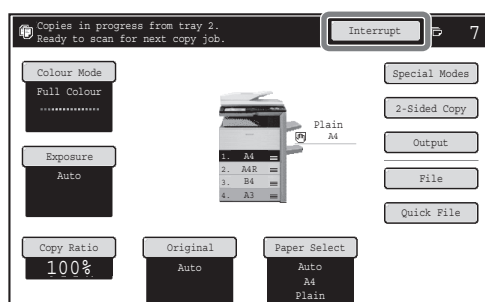 Copies in progress from tray 2.
Ready to scan for next copy job.
Interrupt
7
Colour Mode
Full Colour
Special Modes
2-Sided Copy
Plain
A4
Output
Exposure
Auto
1. A4
2. A4R
3. B4
4. A3
File
Quick File
Copy Ratio
100%
Original
Auto
Paper Select
Auto
A4
Plain